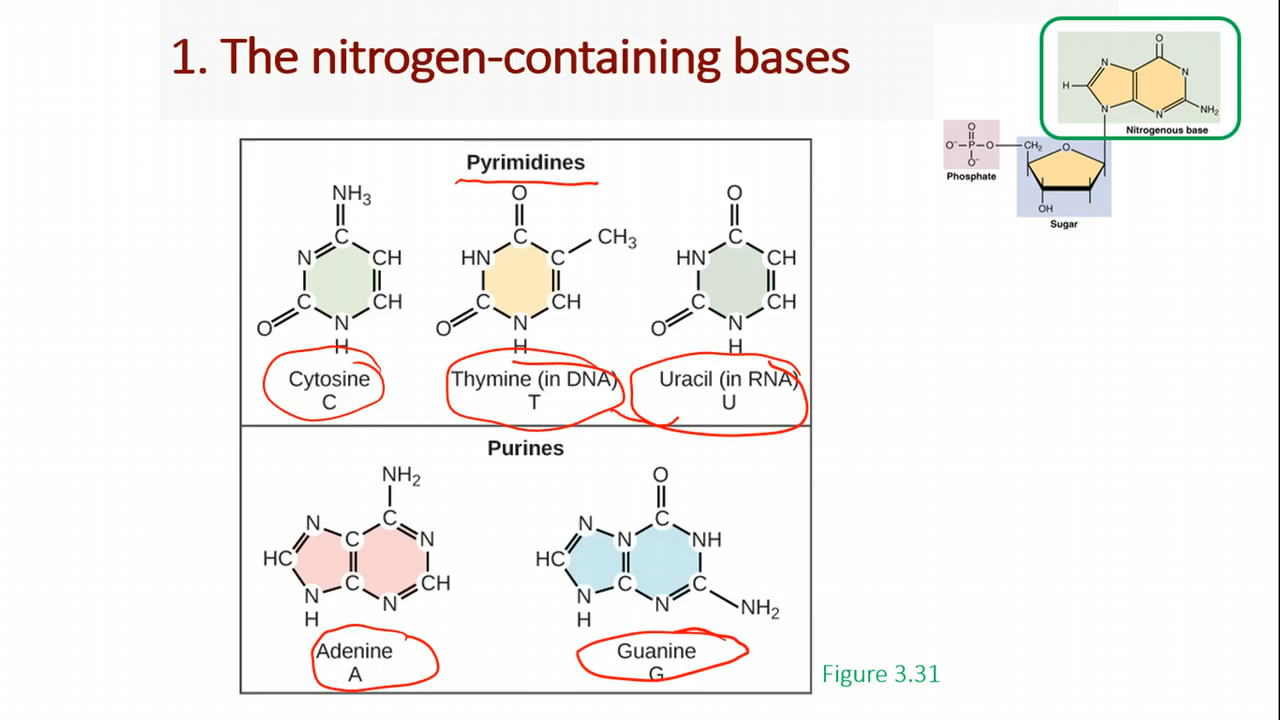 1. The nitrogen-containing bases
O
N
N
H
N
N
NH₂
Nitrogenous base
O
O⁻
P
O
O⁻
Phosphate
CH₂
O
OH
Sugar
Pyrimidines
NH₃
C
N
CH
C
CH
O
N
H
Cytosine
C
O
C
CH₃
HN
C
C
CH
O
N
H
Thymine (in DNA)
T
O
C
HN
CH
C
CH
O
N
H
Uracil (in RNA)
U
Purines
NH₂
C
N
C
N
HC
C
CH
N
N
H
Adenine
A
O
C
N
N
NH
HC
C
C
N
N
H
NH₂
Guanine
G
Figure 3.31